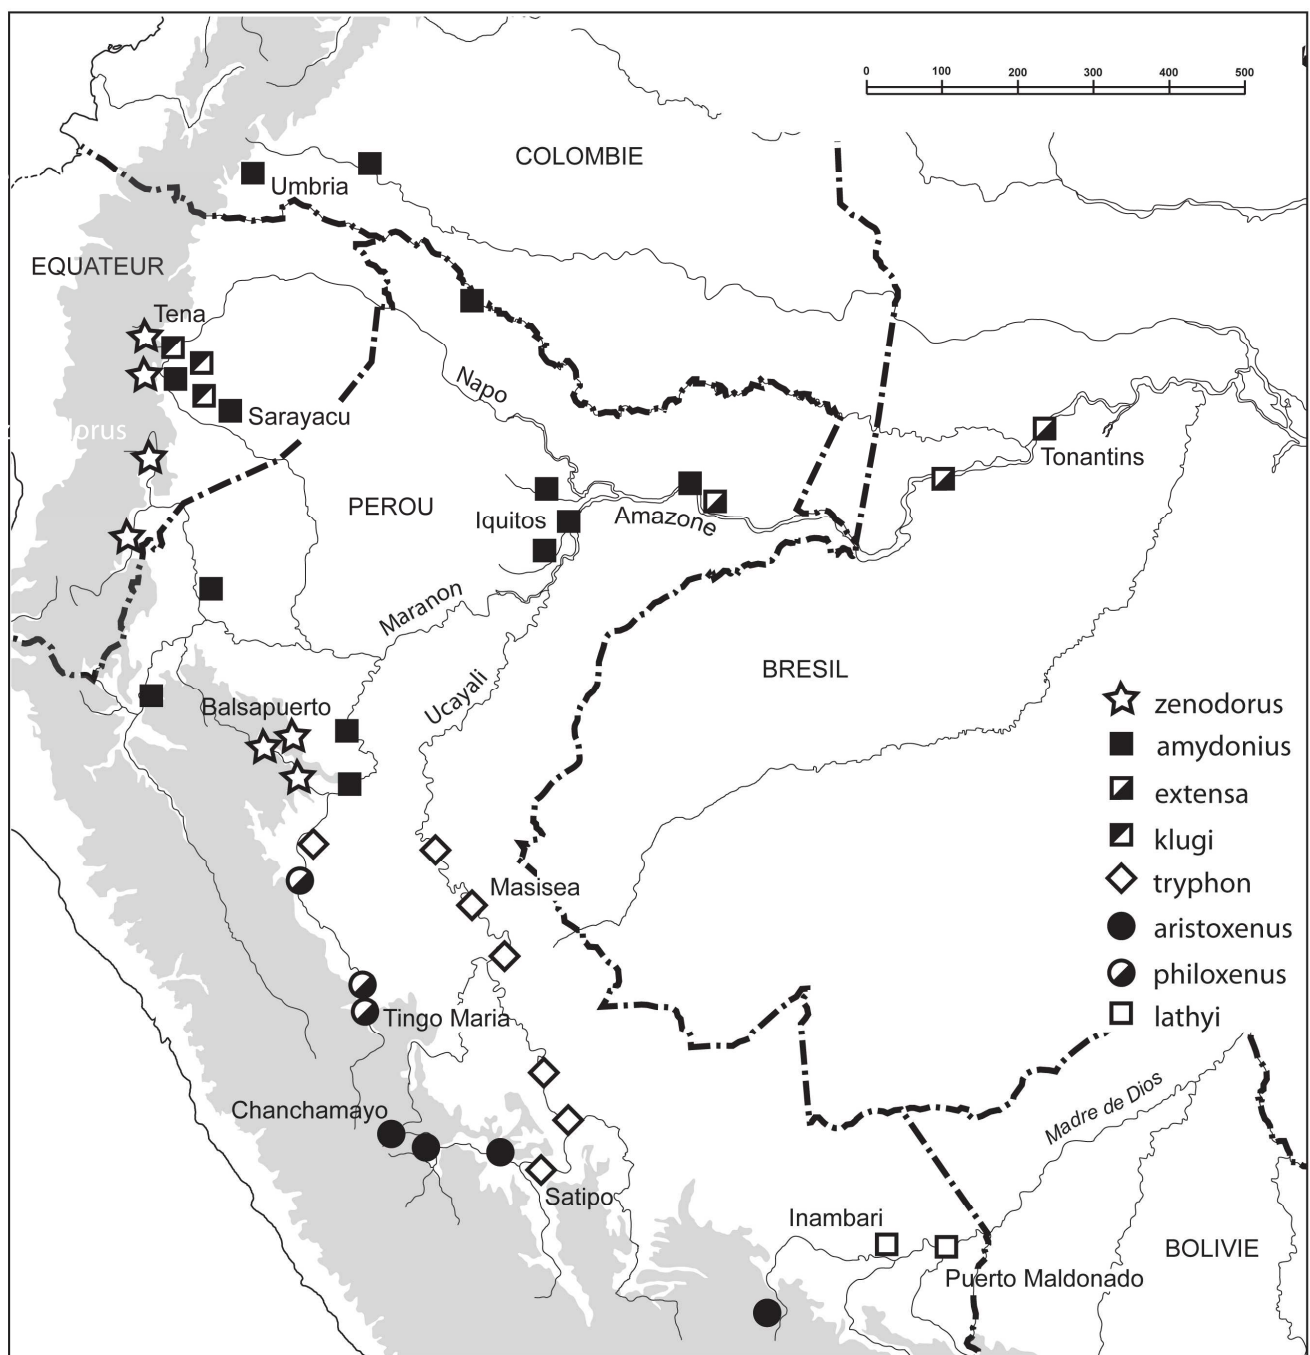 0 100 200 300 400 500
COLOMBIE
Umbria
EQUATEUR
Tena
Napo
Sarayacu
dorus
Tonantins
PEROU
Iquitos
Amazone
Maranon
BRESIL
Ucayali
Balsapuerto
zenodorus
amydonius
extensa
klugi
Masisea
tryphon
aristoxenus
philoxenus
Tingo Maria
lathyi
Chanchamayo
Madre de Dios
Satipo
Inambari
BOLIVIE
Puerto Maldonado